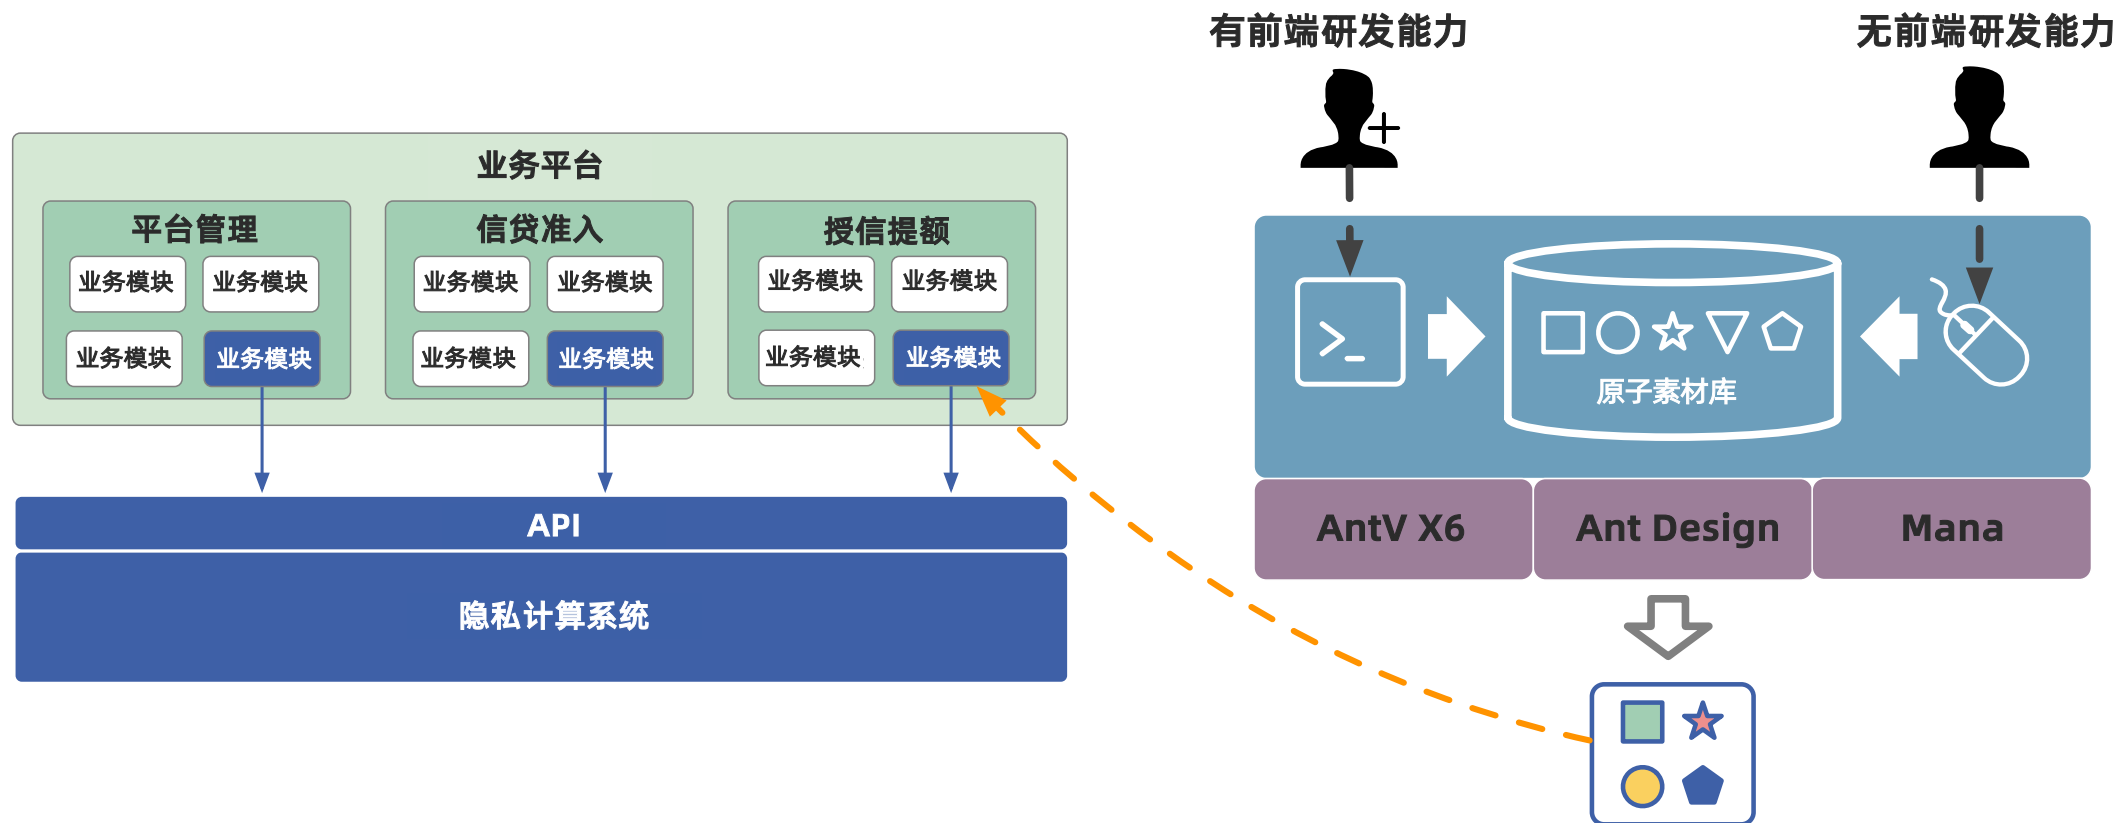 有前端研发能力
无前端研发能力
业务平台
平台管理
业务模块
业务模块
业务模块
业务模块
信贷准入
业务模块
业务模块
业务模块
业务模块
授信提额
业务模块
业务模块
业务模块
业务模块
API
隐私计算系统
原子素材库
AntV X6
Ant Design
Mana